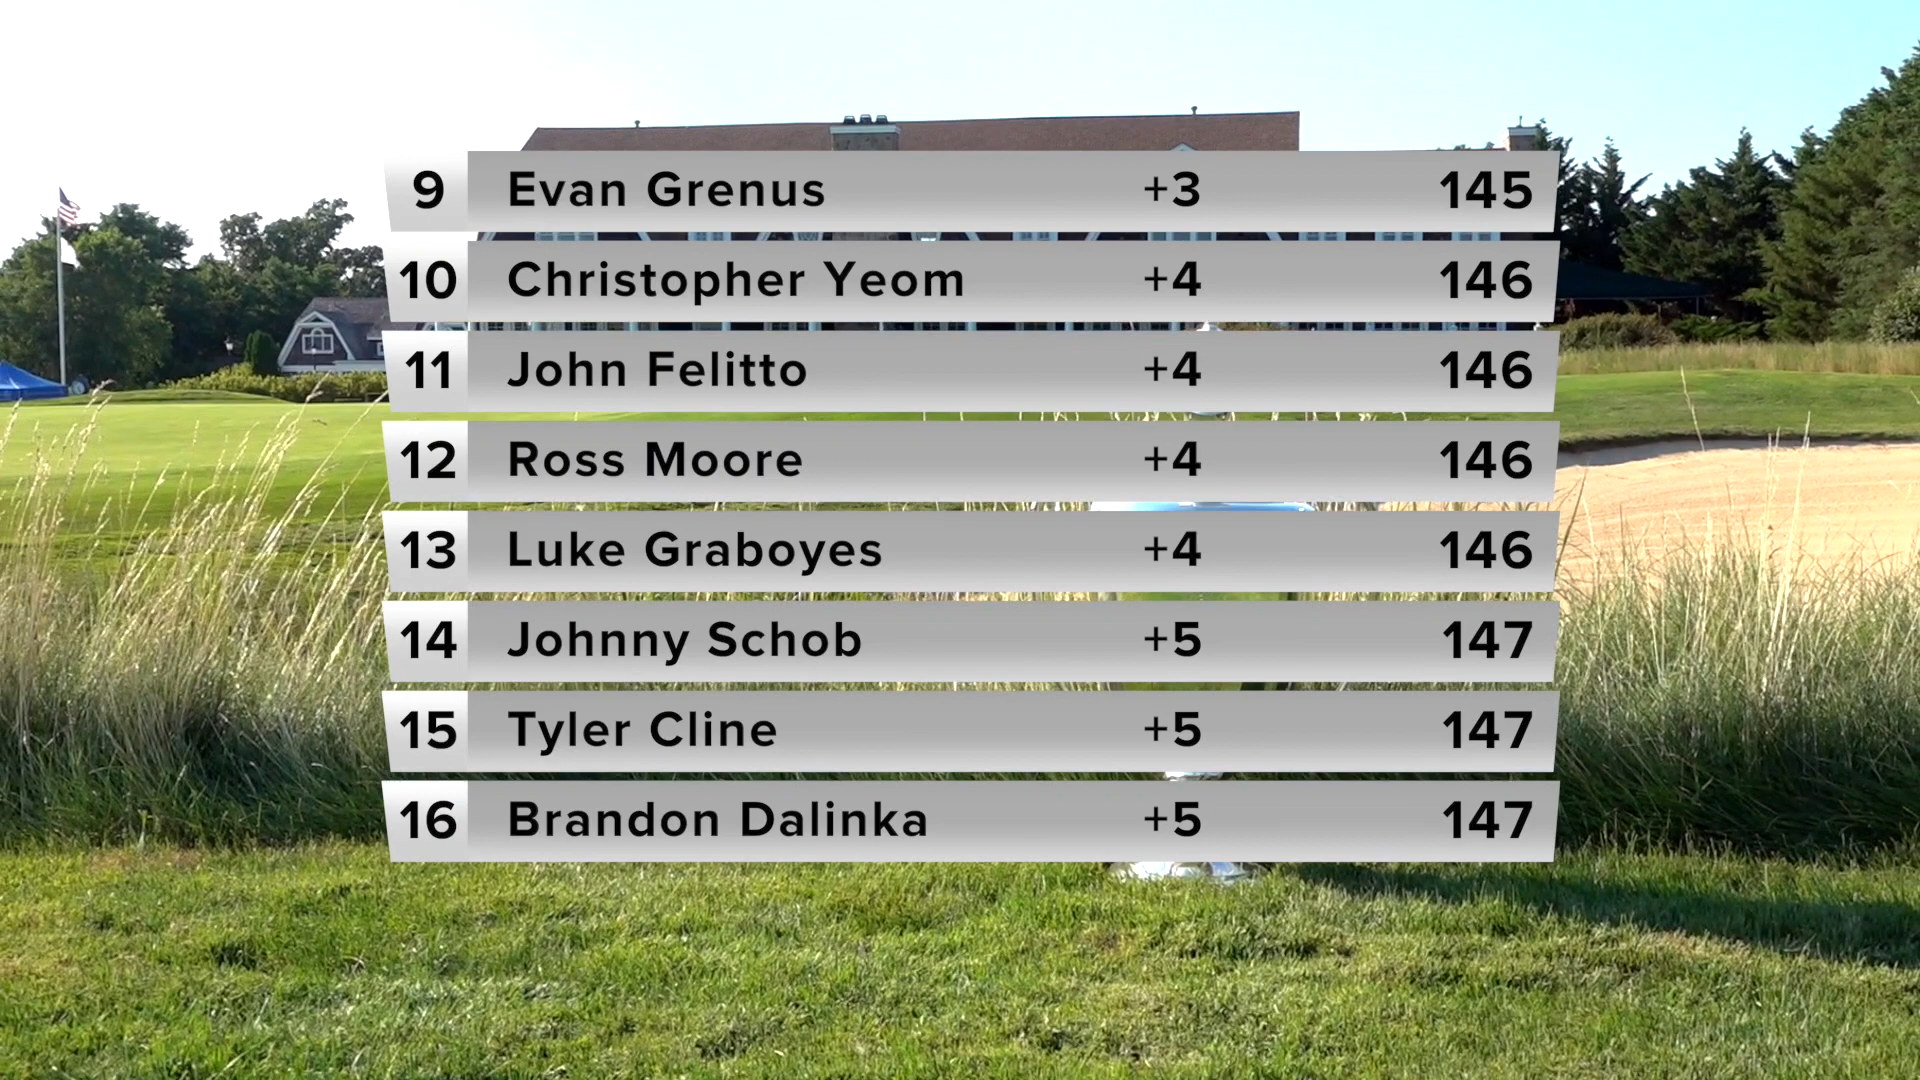 9 Evan Grenus +3 145
10 Christopher Yeom +4 146
11 John Felitto +4 146
12 Ross Moore +4 146
13 Luke Graboyes +4 146
14 Johnny Schob +5 147
15 Tyler Cline +5 147
16 Brandon Dalinka +5 147